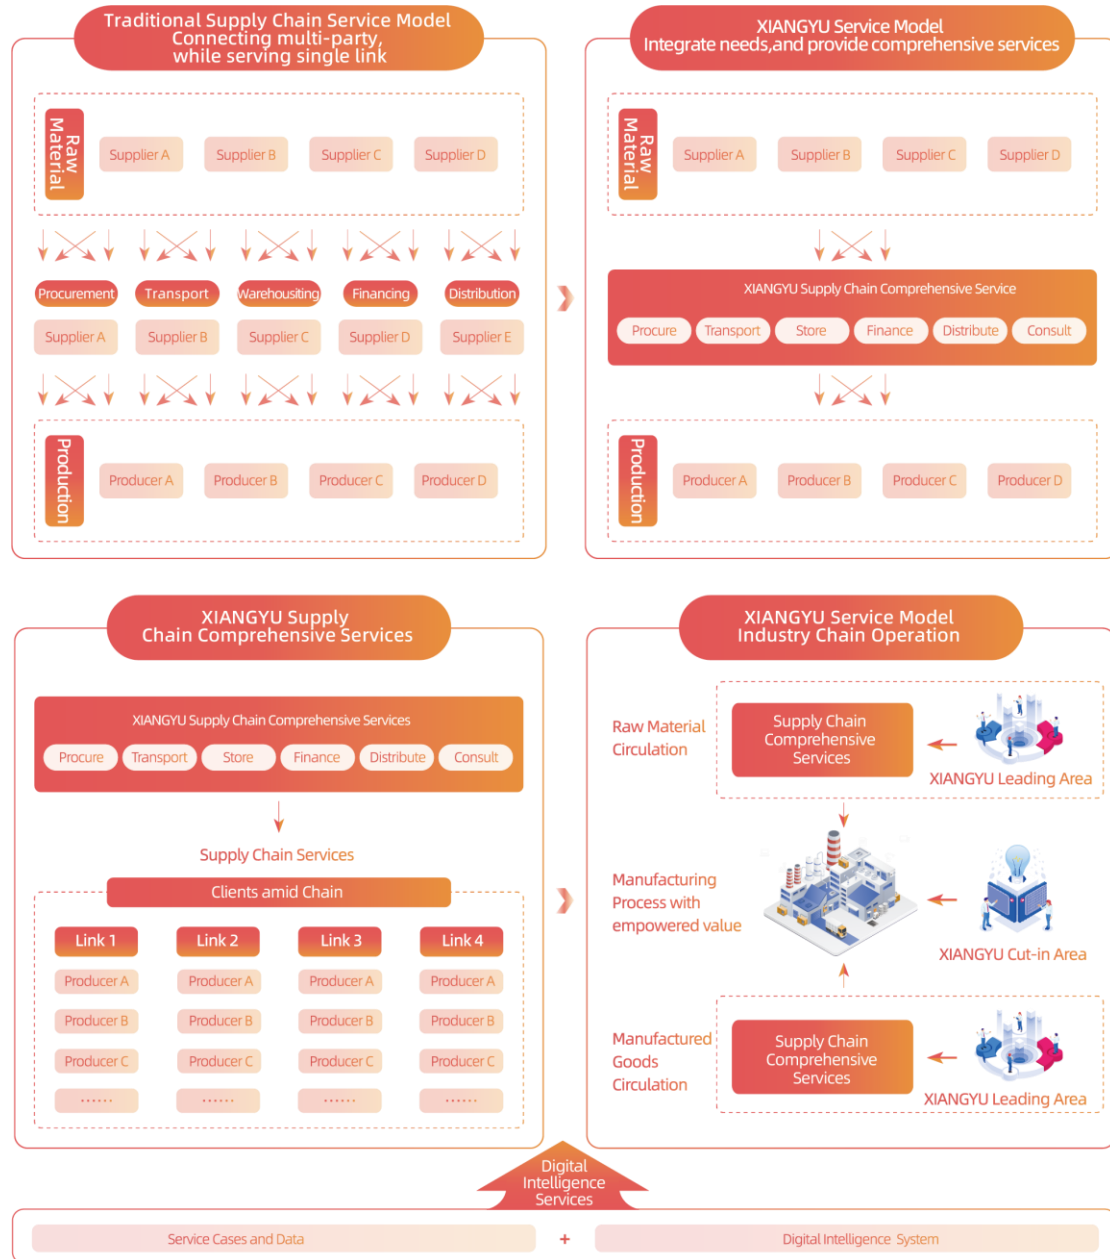 Traditional Supply Chain Service Model
Connecting multi-party,
while serving single link
Raw
Material
Supplier A
Supplier B
Supplier C
Supplier D
Procurement
Transport
Warehousiting
Financing
Distribution
Supplier A
Supplier B
Supplier C
Supplier D
Supplier E
Production
Producer A
Producer B
Producer C
Producer D
XIANGYU Service Model
Integrate needs,and provide comprehensive services
Raw
Material
Supplier A
Supplier B
Supplier C
Supplier D
XIANGYU Supply Chain Comprehensive Service
Procure
Transport
Store
Finance
Distribute
Consult
Production
Producer A
Producer B
Producer C
Producer D
XIANGYU Supply
Chain Comprehensive Services
XIANGYU Supply Chain Comprehensive Services
Procure
Transport
Store
Finance
Distribute
Consult
Supply Chain Services
Clients amid Chain
Link 1
Link 2
Link 3
Link 4
Producer A
Producer A
Producer A
Producer A
Producer B
Producer B
Producer B
Producer B
Producer C
Producer C
Producer C
Producer C
······
······
······
······
XIANGYU Service Model
Industry Chain Operation
Raw Material
Circulation
Supply Chain
Comprehensive
Services
XIANGYU Leading Area
Manufacturing
Process with
empowered value
XIANGYU Cut-in Area
Manufactured
Goods
Circulation
Supply Chain
Comprehensive
Services
XIANGYU Leading Area
Digital
Intelligence
Services
Service Cases and Data
+
Digital Intelligence System